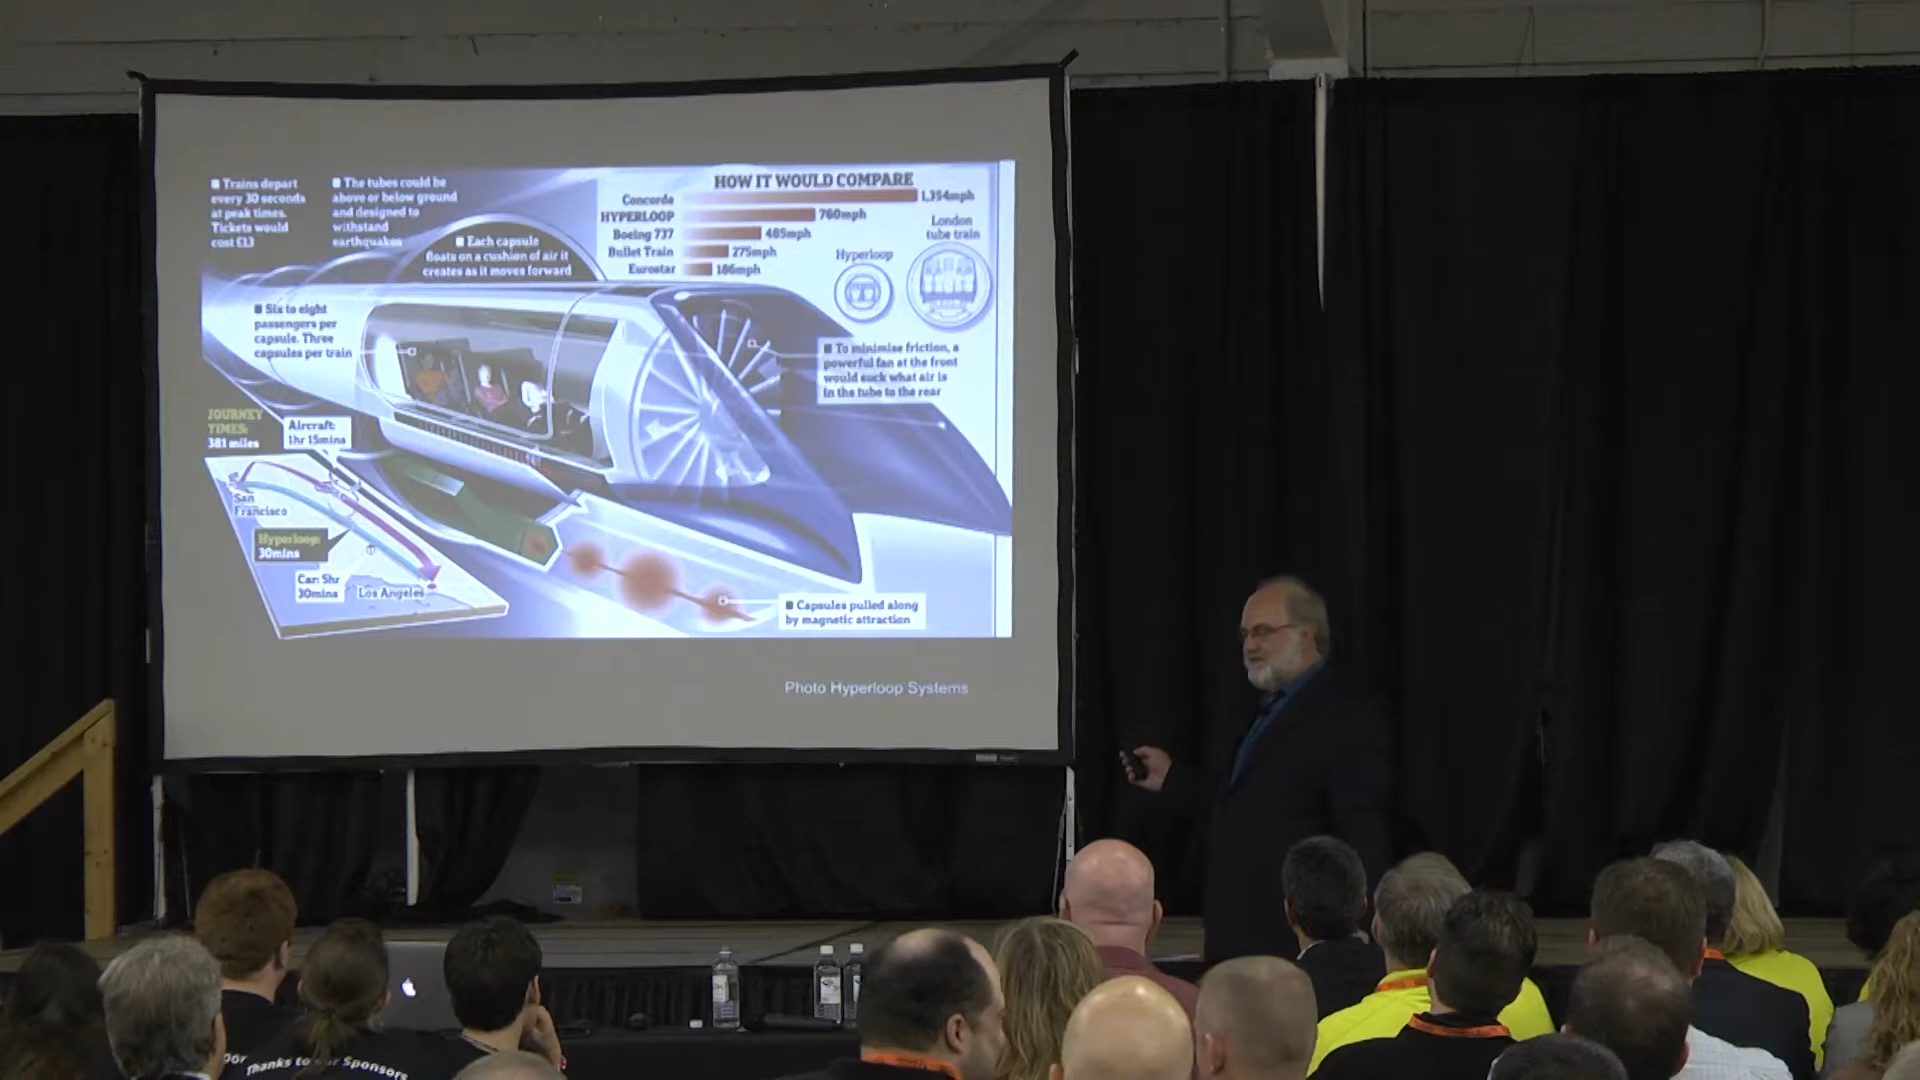 ■ Trains depart
every 30 seconds
at peak times.
Tickets would
cost £13
■ The tubes could be
above or below ground
and designed to
withstand
earthquakes
■ Each capsule
floats on a cushion of air it
creates as it moves forward
HOW IT WOULD COMPARE
Concorde 1,354mph
HYPERLOOP 760mph
Boeing 737 485mph
Bullet Train 275mph
Eurostar 186mph
Hyperloop
London
tube train
■ Six to eight
passengers per
capsule. Three
capsules per train
■ To minimise friction, a
powerful fan at the front
would suck what air is
in the tube to the rear
JOURNEY
TIMES:
381 miles
Aircraft:
1hr 15mins
San
Francisco
Hyperloop:
30mins
Car: 5hr
30mins
Los Angeles
■ Capsules pulled along
by magnetic attraction
Photo Hyperloop Systems
Thanks to our Sponsors